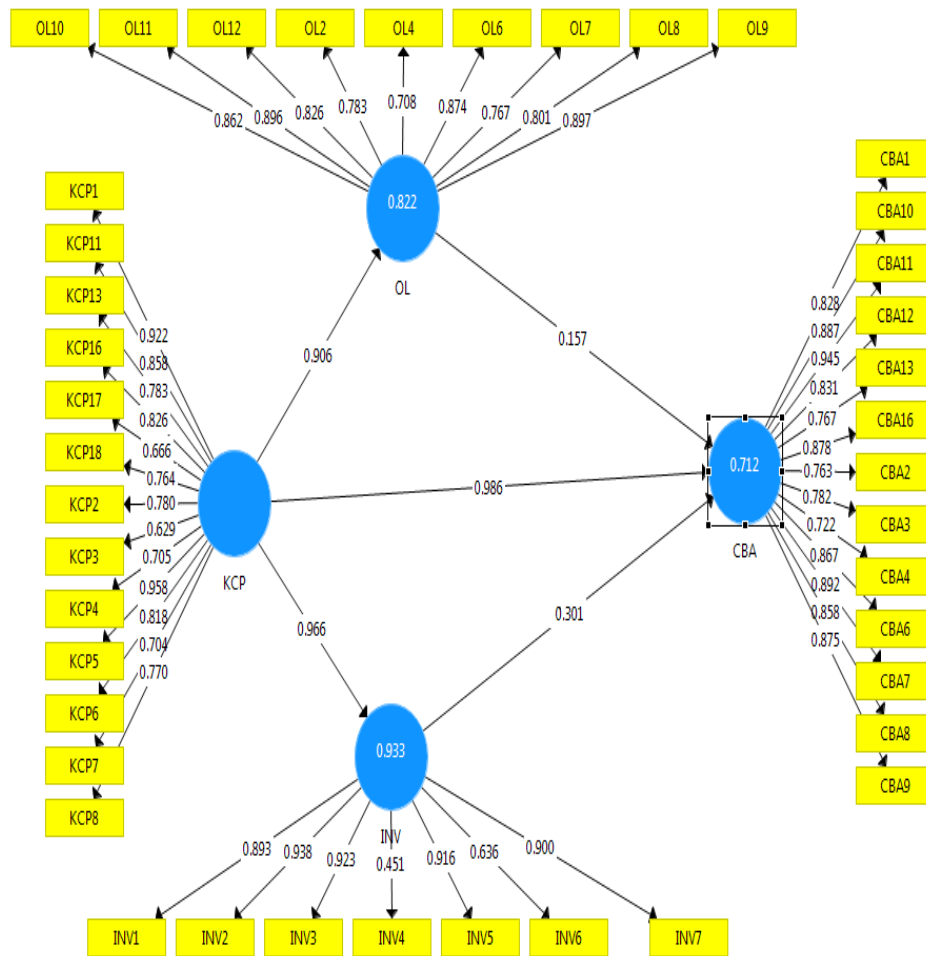 OL10 OL11 OL12 OL2 OL4 OL6 OL7 OL8 OL9
0.862 0.896 0.826 0.783 0.708 0.874 0.767 0.801 0.897
0.822
OL
KCP1
KCP11
KCP13
KCP16
KCP17
KCP18
KCP2
KCP3
KCP4
KCP5
KCP6
KCP7
KCP8
0.922
0.858
0.783
0.826
0.666
0.764
0.780
0.629
0.705
0.958
0.818
0.704
0.770
KCP
0.906
0.986
0.966
0.157
0.301
0.712
CBA
0.828
0.887
0.945
0.831
0.767
0.878
0.763
0.782
0.722
0.867
0.892
0.858
0.875
CBA1
CBA10
CBA11
CBA12
CBA13
CBA16
CBA2
CBA3
CBA4
CBA6
CBA7
CBA8
CBA9
0.933
INV
0.893 0.938 0.923 0.451 0.916 0.636 0.900
INV1 INV2 INV3 INV4 INV5 INV6 INV7